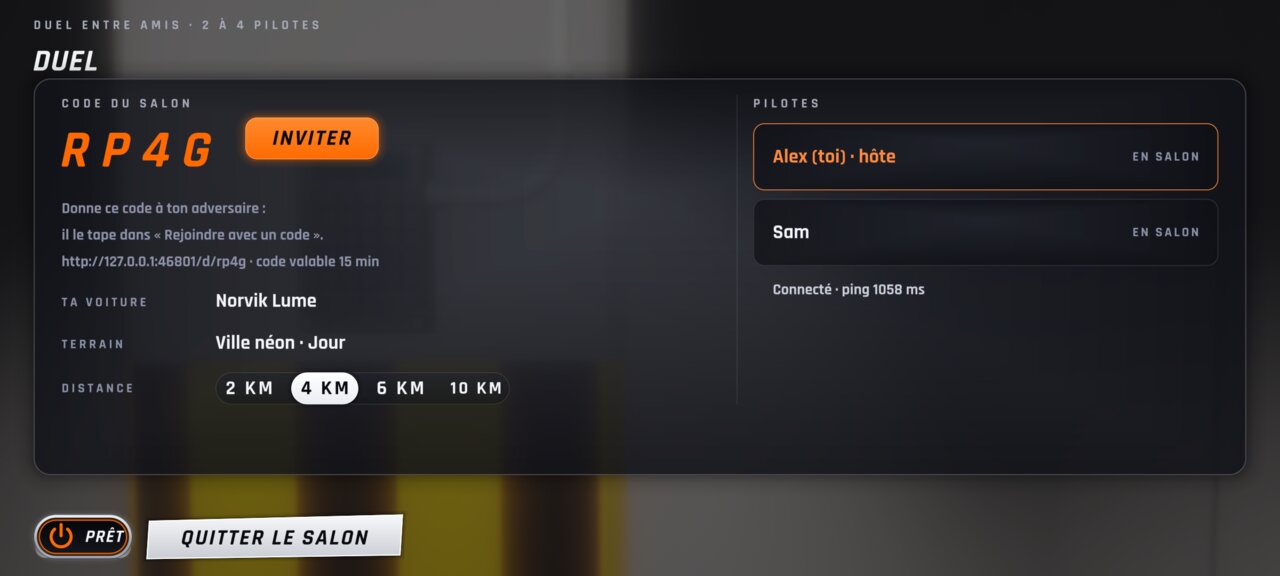 DUEL ENTRE AMIS · 2 À 4 PILOTES
DUEL
CODE DU SALON
RP4G
INVITER
Donne ce code à ton adversaire :
il le tape dans « Rejoindre avec un code ».
http://127.0.0.1:46801/d/rp4g · code valable 15 min
TA VOITURE Norvik Lume
TERRAIN Ville néon · Jour
DISTANCE 2 KM 4 KM 6 KM 10 KM
PILOTES
Alex (toi) · hôte EN SALON
Sam EN SALON
Connecté · ping 1058 ms
PRÊT
QUITTER LE SALON